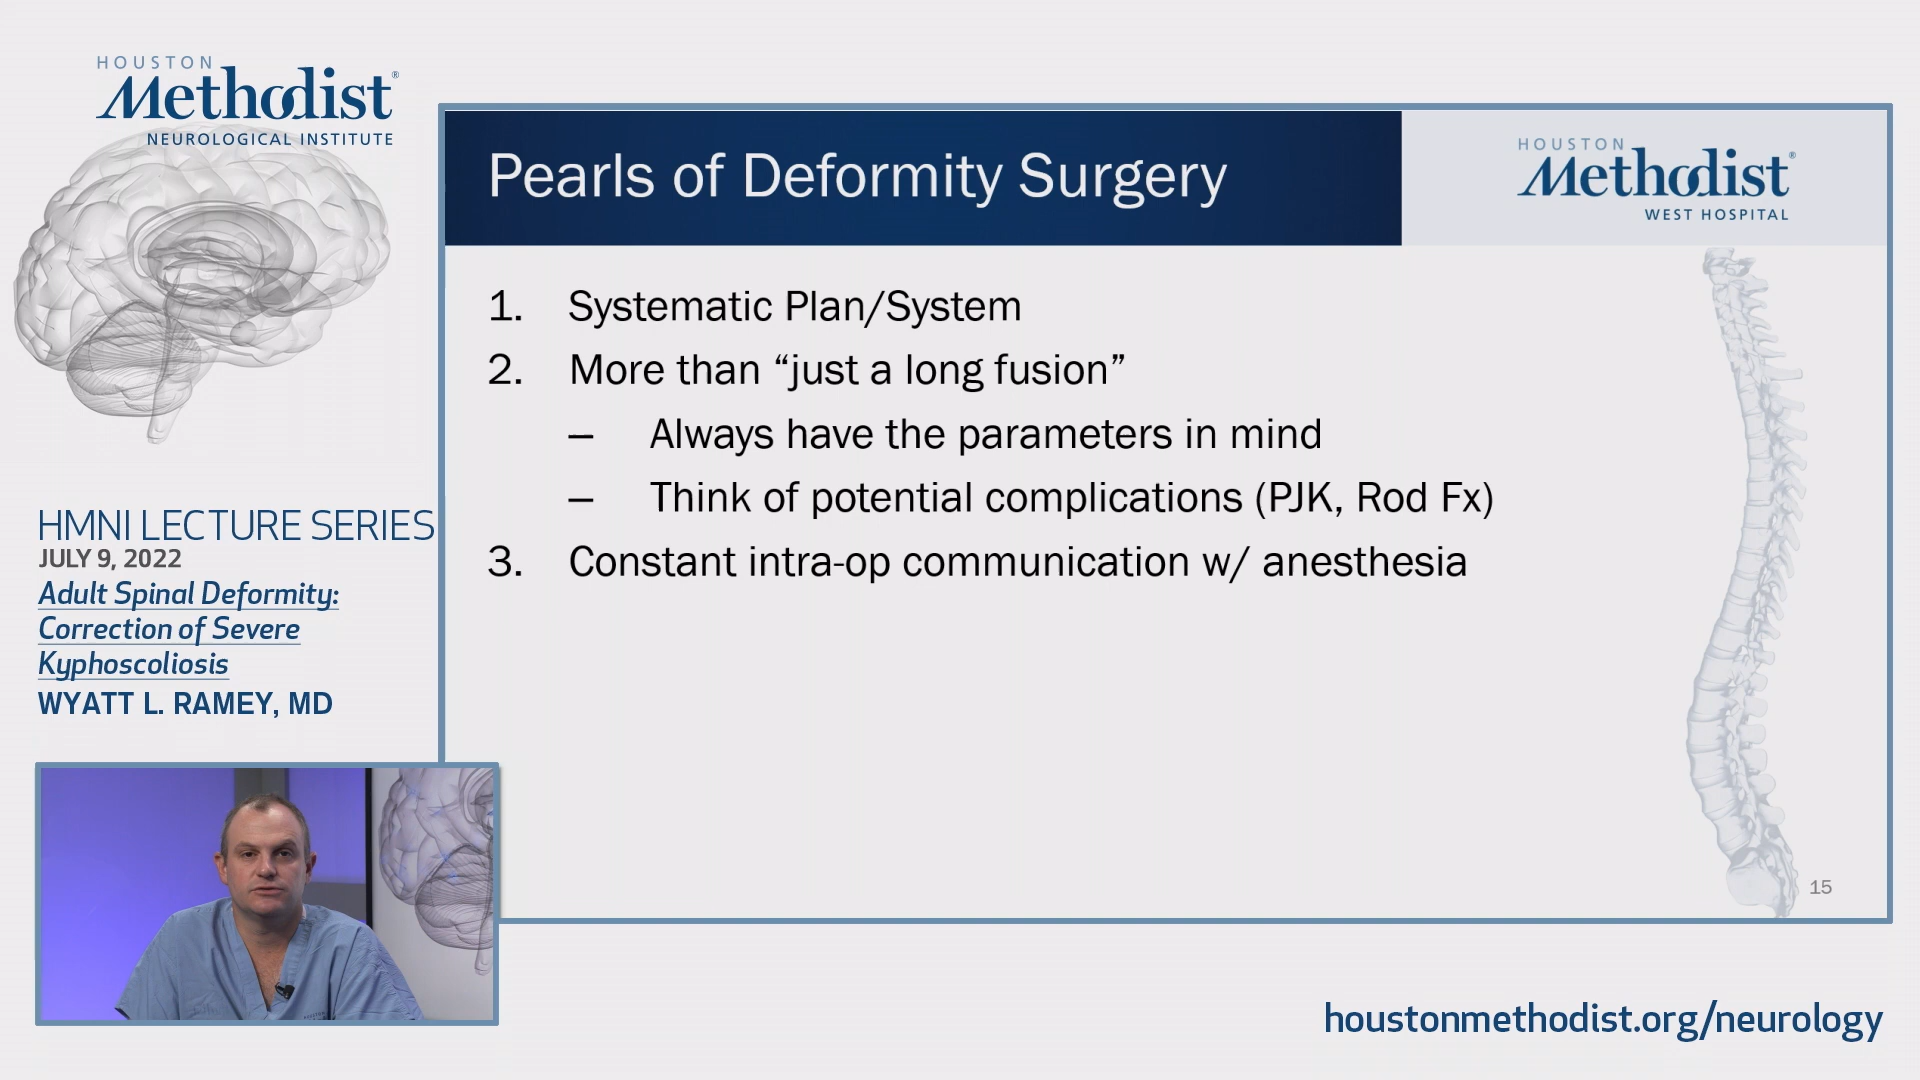 HOUSTON
Methodist®
NEUROLOGICAL INSTITUTE
HMNI LECTURE SERIES
JULY 9, 2022
Adult Spinal Deformity:
Correction of Severe
Kyphoscoliosis
WYATT L. RAMEY, MD
Pearls of Deformity Surgery
HOUSTON
Methodist®
WEST HOSPITAL
1. Systematic Plan/System
2. More than “just a long fusion”
– Always have the parameters in mind
– Think of potential complications (PJK, Rod Fx)
3. Constant intra-op communication w/ anesthesia
15
houstonmethodist.org/neurology